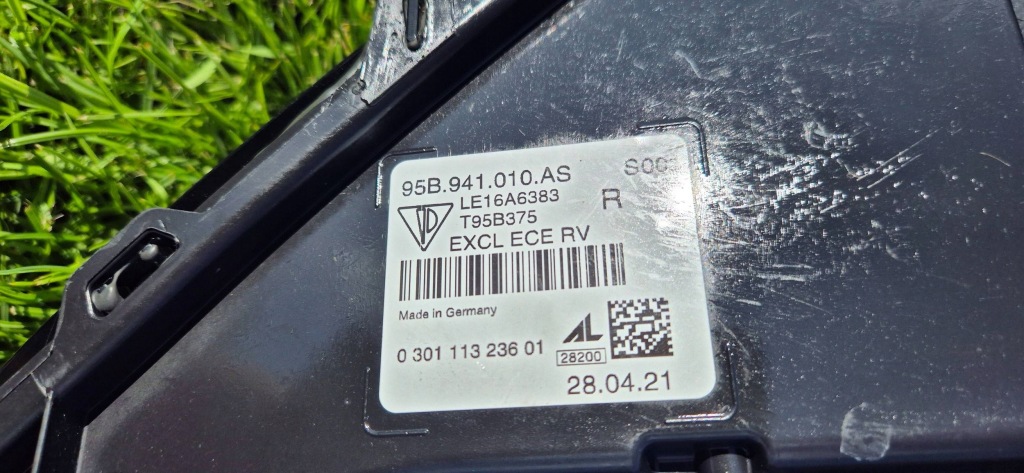 95B.941.010.AS
LE16A6383 R
T95B375
EXCL ECE RV
Made in Germany
AL
0 301 113 236 01 28200
28.04.21